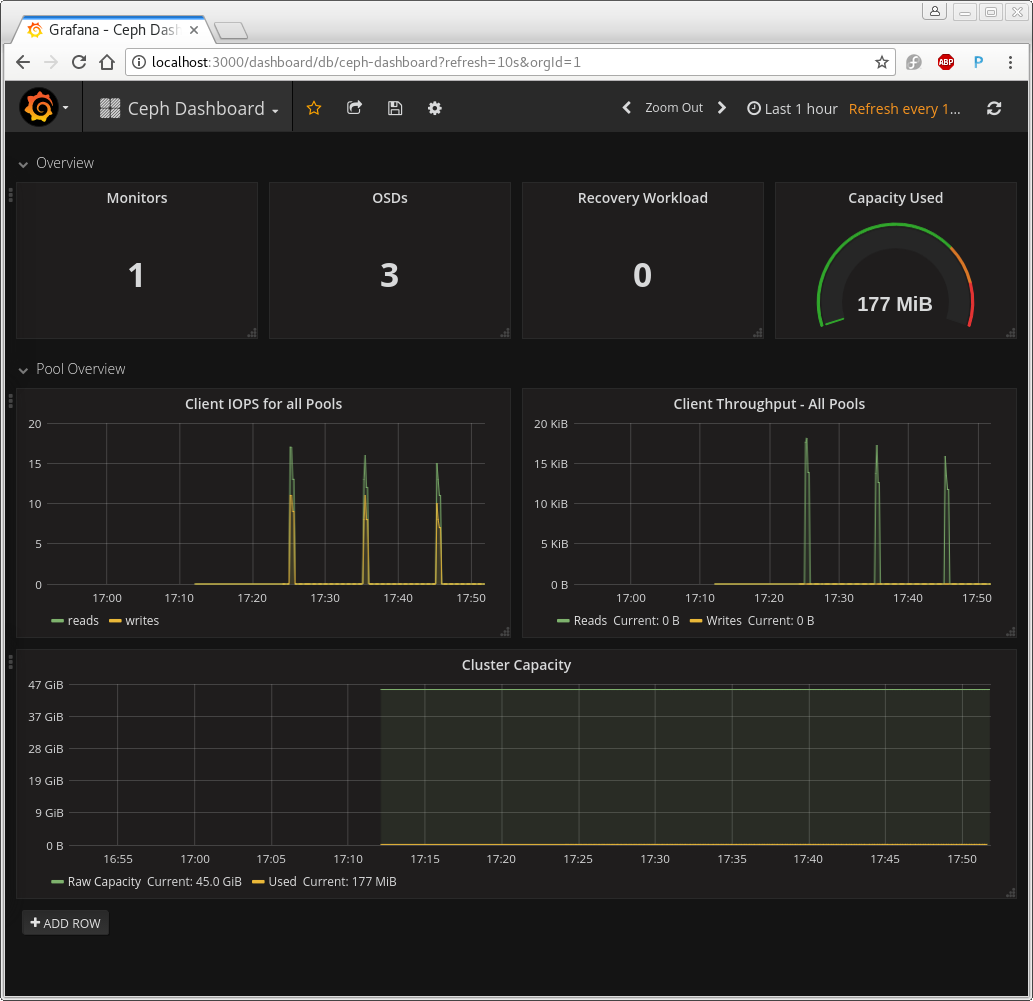 Grafana - Ceph Das
localhost:3000/dashboard/db/ceph-dashboard?refresh=10s&orgId=1
ABP
P
Ceph Dashboard
Zoom Out
Last 1 hour
Refresh every 1...
Overview
Monitors
1
OSDs
3
Recovery Workload
0
Capacity Used
177 MiB
Pool Overview
Client IOPS for all Pools
20
15
10
5
0
17:00 17:10 17:20 17:30 17:40 17:50
reads writes
Client Throughput - All Pools
20 KiB
15 KiB
10 KiB
5 KiB
0 B
17:00 17:10 17:20 17:30 17:40 17:50
Reads Current: 0 B Writes Current: 0 B
Cluster Capacity
47 GiB
37 GiB
28 GiB
19 GiB
9 GiB
0 B
16:55 17:00 17:05 17:10 17:15 17:20 17:25 17:30 17:35 17:40 17:45 17:50
Raw Capacity Current: 45.0 GiB Used Current: 177 MiB
+ ADD ROW